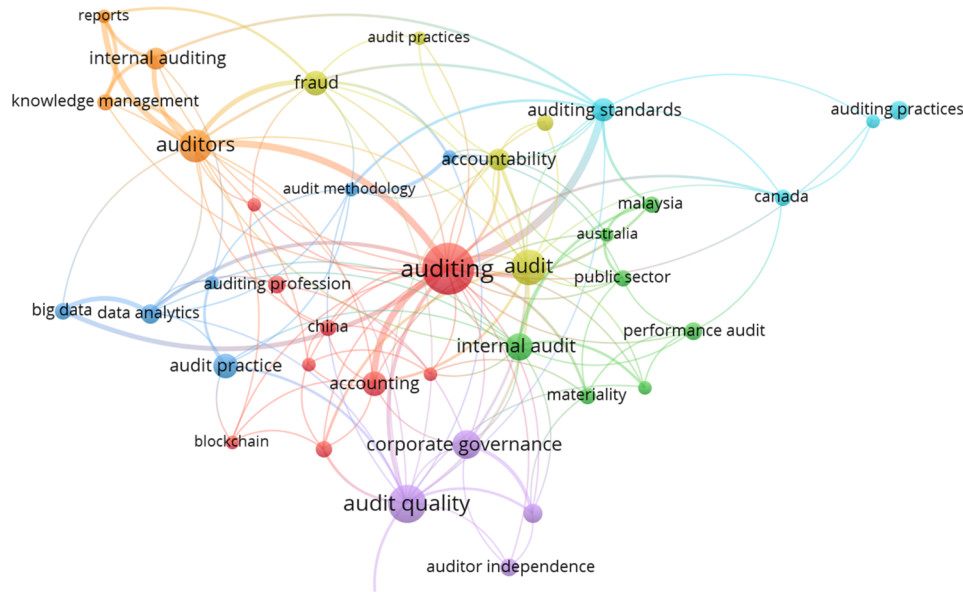 reports
audit practices
internal auditing
fraud
knowledge management
auditing standards
auditing practices
auditors
accountability
audit methodology
canada
malaysia
australia
auditing
audit
public sector
auditing profession
big data
data analytics
china
performance audit
internal audit
audit practice
accounting
materiality
blockchain
corporate governance
audit quality
auditor independence